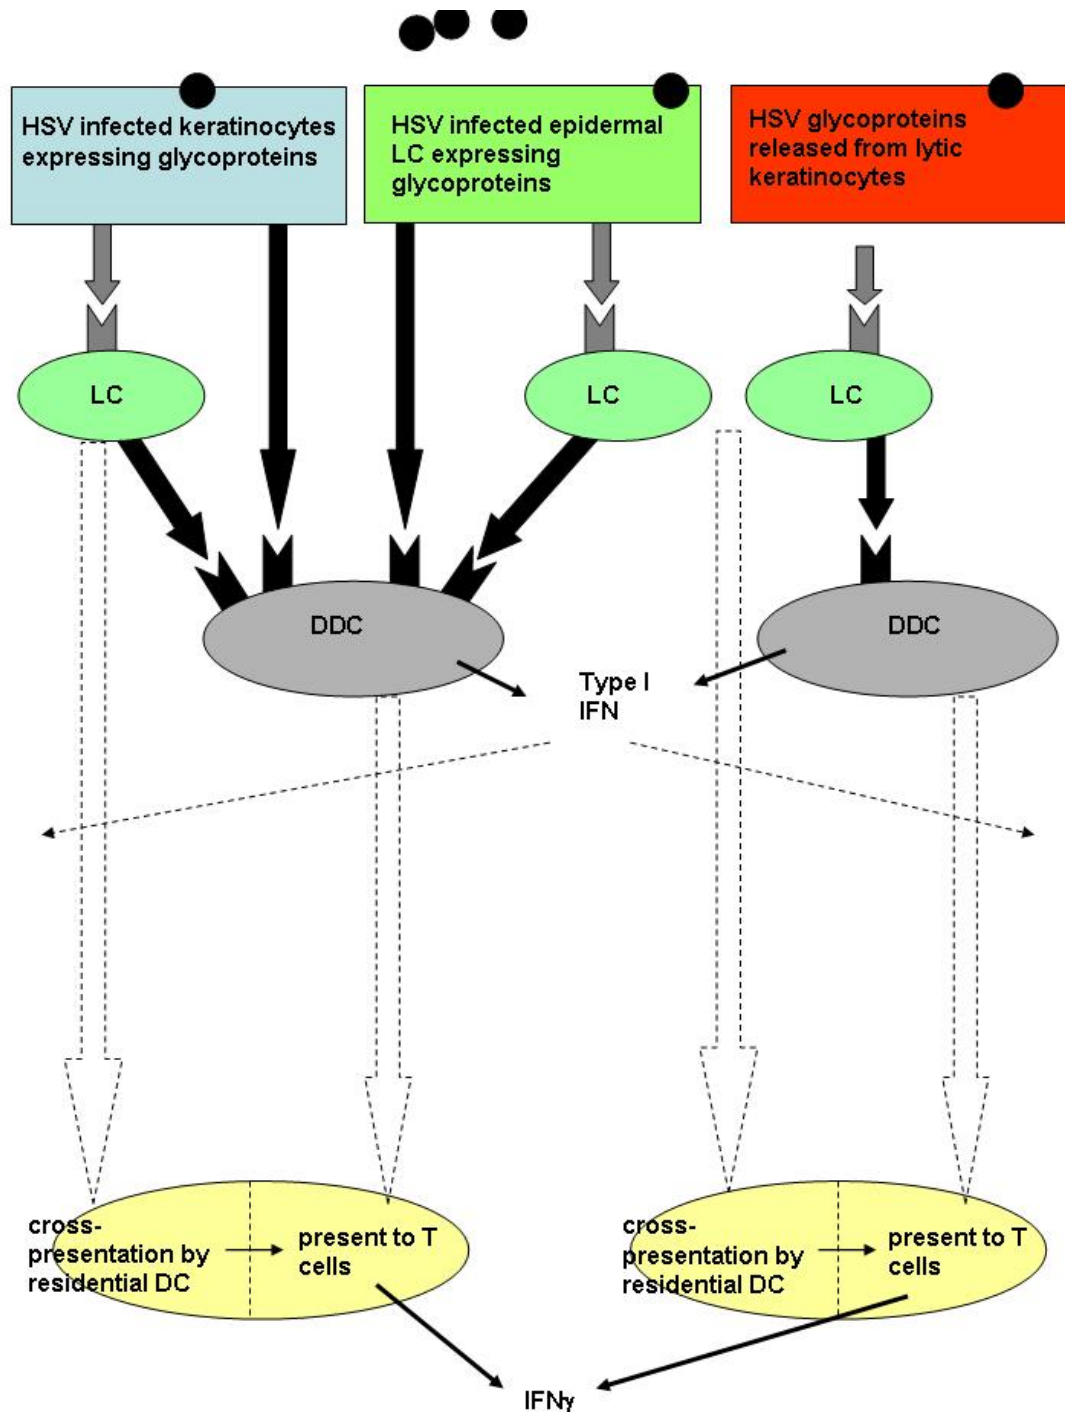 HSV infected keratinocytes
expressing glycoproteins
HSV infected epidermal
LC expressing
glycoproteins
HSV glycoproteins
released from lytic
keratinocytes
LC
LC
LC
DDC
DDC
Type I
IFN
cross-
presentation by
residential DC
present to T
cells
cross-
presentation by
residential DC
present to T
cells
IFNγ